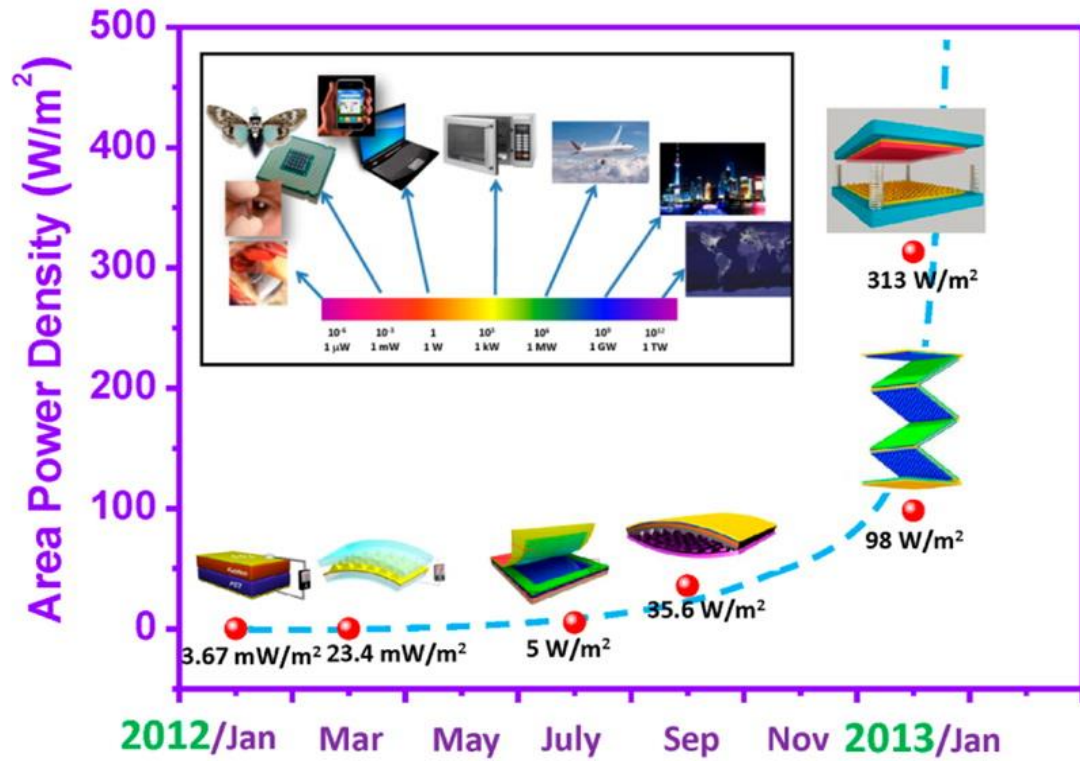 Area Power Density (W/m²)
500
400
300
200
100
0
10⁻⁶ 10⁻³ 1 10³ 10⁶ 10⁹ 10¹²
1 μW 1 mW 1 W 1 kW 1 MW 1 GW 1 TW
313 W/m²
98 W/m²
35.6 W/m²
5 W/m²
3.67 mW/m² 23.4 mW/m²
2012/Jan Mar May July Sep Nov 2013/Jan